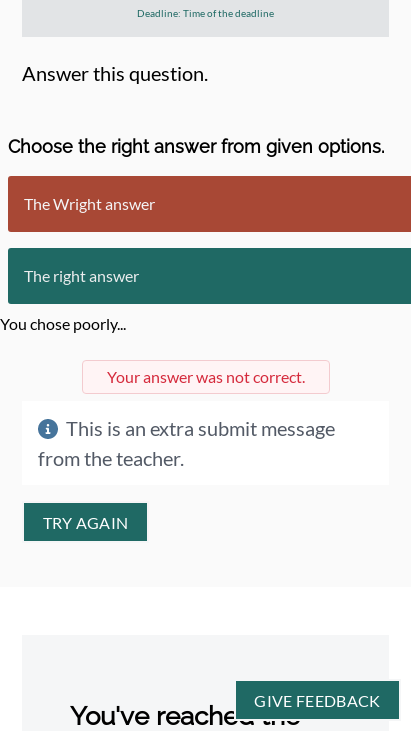 Deadline: Time of the deadline
Answer this question.
Choose the right answer from given options.
The Wright answer
The right answer
You chose poorly...
Your answer was not correct.
This is an extra submit message
from the teacher.
TRY AGAIN
GIVE FEEDBACK
You've reached the